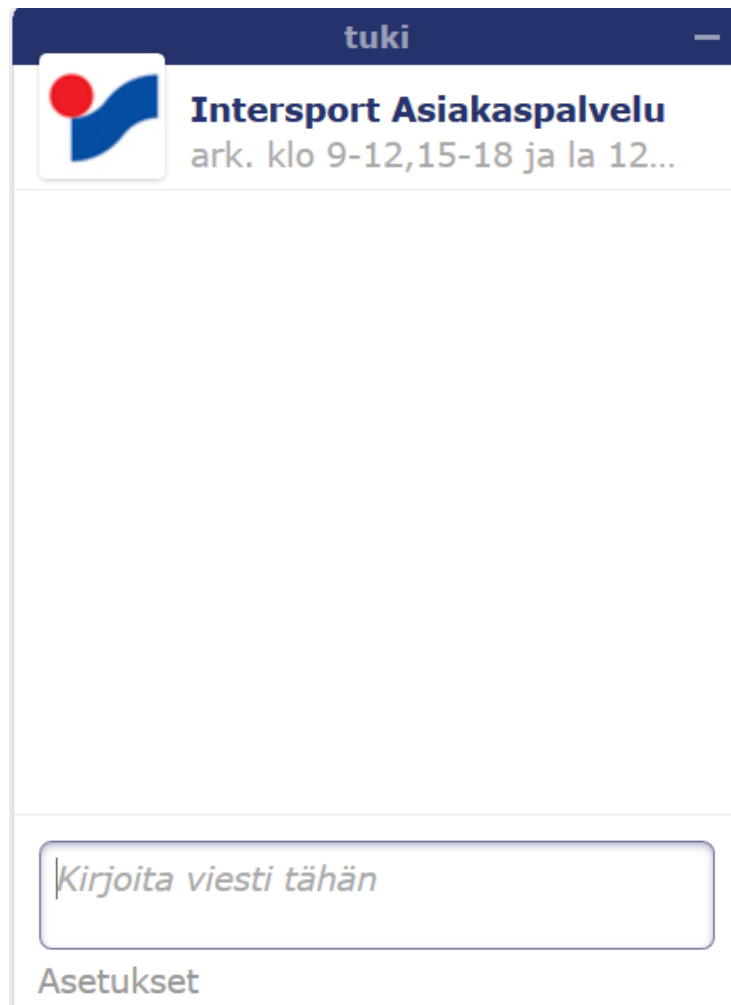 tuki
Intersport Asiakaspalvelu
ark. klo 9-12,15-18 ja la 12...
Kirjoita viesti tähän
Asetukset